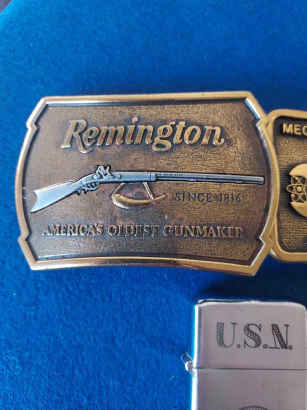 Remington
SINCE 1816
AMERICA'S OLDEST GUNMAKER
U.S.N.